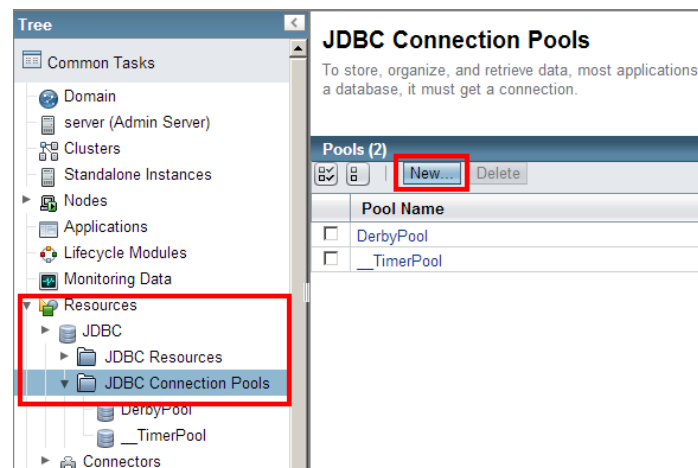 Tree
Common Tasks
Domain
server (Admin Server)
Clusters
Standalone Instances
Nodes
Applications
Lifecycle Modules
Monitoring Data
Resources
JDBC
JDBC Resources
JDBC Connection Pools
DerbyPool
__TimerPool
Connectors
JDBC Connection Pools
To store, organize, and retrieve data, most applications
a database, it must get a connection.
Pools (2)
New... Delete
Pool Name
DerbyPool
__TimerPool